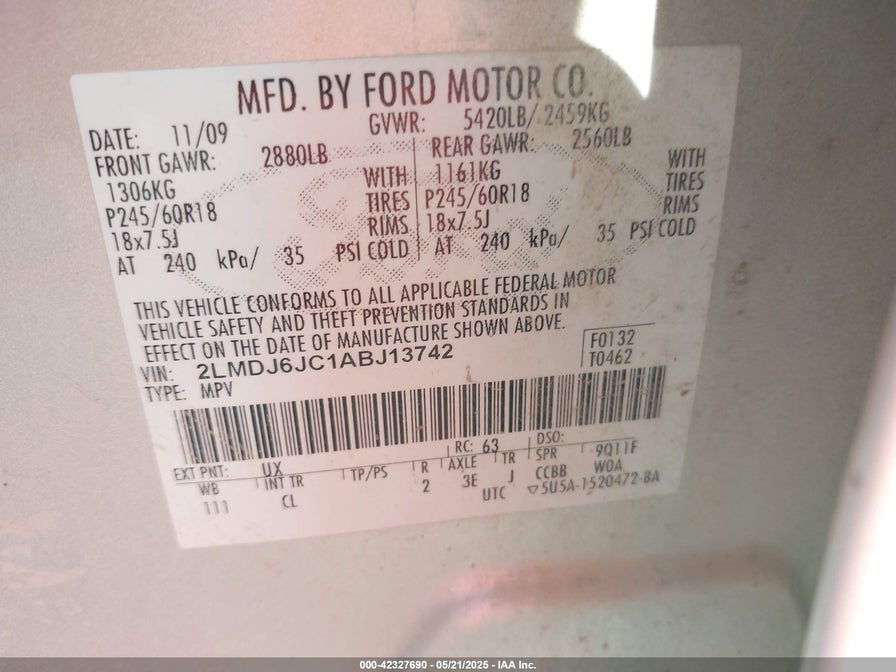 MFD. BY FORD MOTOR CO.
DATE: 11/09 GVWR: 5420LB/ 2459KG
FRONT GAWR: 2880LB REAR GAWR: 2560LB
1306KG WITH 1161KG WITH
P245/60R18 TIRES P245/60R18 TIRES
18x7.5J RIMS 18x7.5J RIMS
AT 240 kPa/ 35 PSI COLD AT 240 kPa/ 35 PSI COLD
THIS VEHICLE CONFORMS TO ALL APPLICABLE FEDERAL MOTOR
VEHICLE SAFETY AND THEFT PREVENTION STANDARDS IN
EFFECT ON THE DATE OF MANUFACTURE SHOWN ABOVE.
VIN: 2LMDJ6JC1ABJ13742 F0132
TYPE: MPV T0462
EXT PNT: UX RC: 63 DSO:
WB INT TR TP/PS R AXLE TR SPR 9Q11F
111 CL 2 3E J CCBB WOA
UTC ▽5U5A-1520472-BA
000-42327690 - 05/21/2025 - IAA Inc.